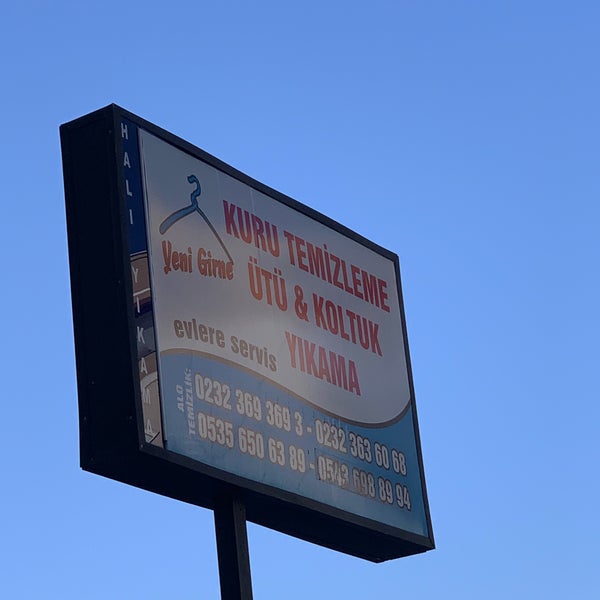 HALI YIKAMA
Yeni Girne
KURU TEMİZLEME
ÜTÜ & KOLTUK
YIKAMA
evlere servis
ALO
TEMİZLİK:
0232 369 369 3 - 0232 363 60 68
0535 650 63 89 - 0543 698 89 94